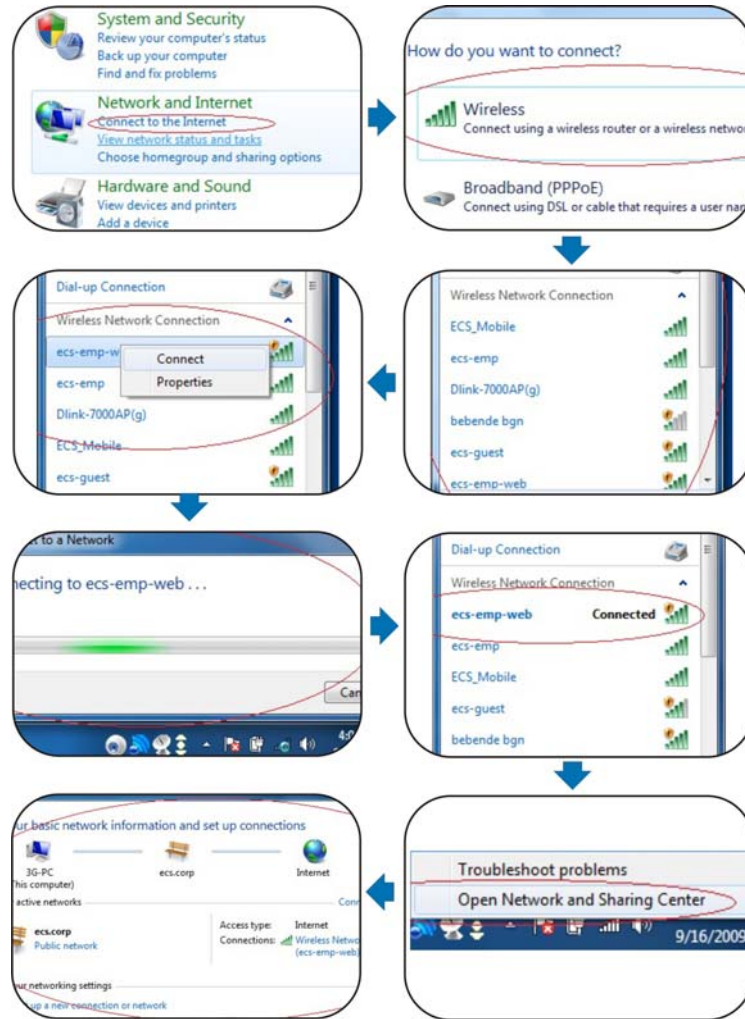 System and Security
Review your computer's status
Back up your computer
Find and fix problems
Network and Internet
Connect to the Internet
View network status and tasks
Choose homegroup and sharing options
Hardware and Sound
View devices and printers
Add a device
How do you want to connect?
Wireless
Connect using a wireless router or a wireless networ
Broadband (PPPoE)
Connect using DSL or cable that requires a user nam
Wireless Network Connection
ECS_Mobile
ecs-emp
Dlink-7000AP(g)
bebende bgn
ecs-guest
ecs-emp-web
Dial-up Connection
Wireless Network Connection
ecs-emp-w
Connect
Properties
ecs-emp
Dlink-7000AP(g)
ECS_Mobile
ecs-guest
t to a Network
necting to ecs-emp-web . . .
Can
4:0
Dial-up Connection
Wireless Network Connection
ecs-emp-web Connected
ecs-emp
ECS_Mobile
ecs-guest
bebende bgn
Troubleshoot problems
Open Network and Sharing Center
9/16/2009
ur basic network information and set up connections
3G-PC ecs.corp Internet
This computer)
active networks Conn
ecs.corp
Public network
Access type: Internet
Connections: Wireless Netwo
(ecs-emp-web)
ur networking settings
up a new connection or network